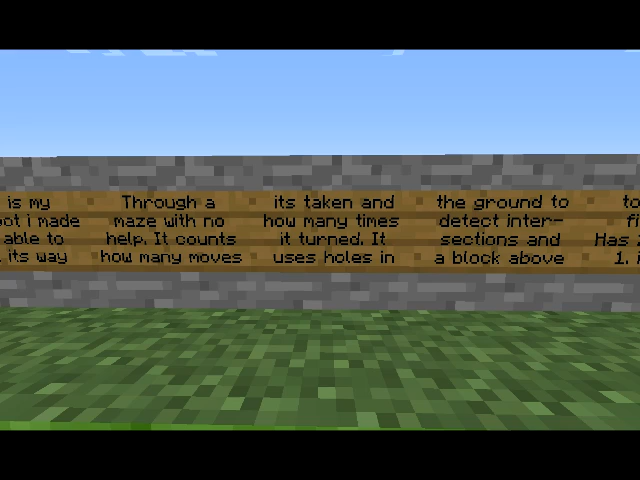 is my
i made
able to
its way
Through a
maze with no
help. It counts
how many moves
its taken and
how many times
it turned. It
uses holes in
the ground to
detect inter-
sections and
a block above
Has
1.